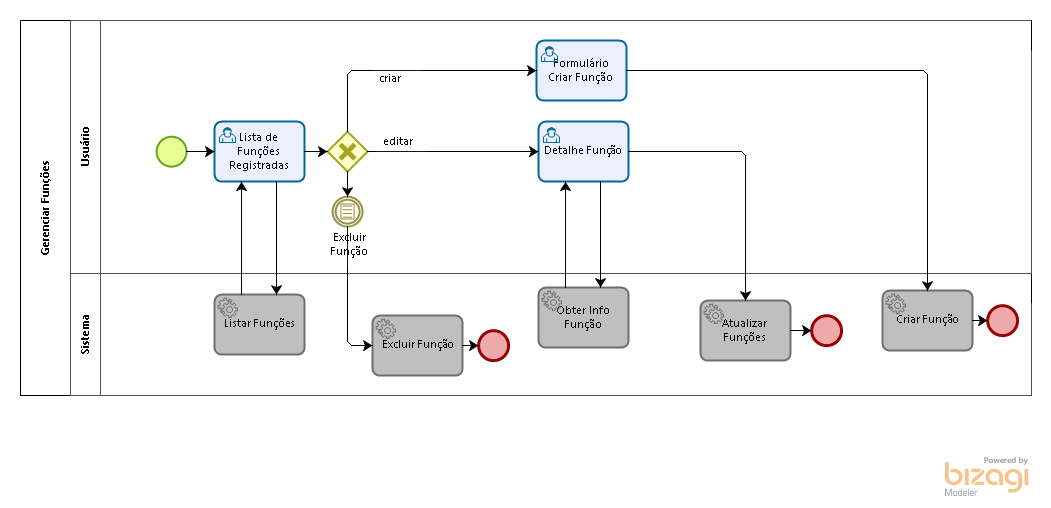 Gerenciar Funções
Usuário
Formulário
Criar Função
criar
Lista de
Funções
Registradas
editar
Detalhe Função
Excluir
Função
Sistema
Listar Funções
Excluir Função
Obter Info
Função
Atualizar
Funções
Criar Função
Powered by
bizagi
Modeler